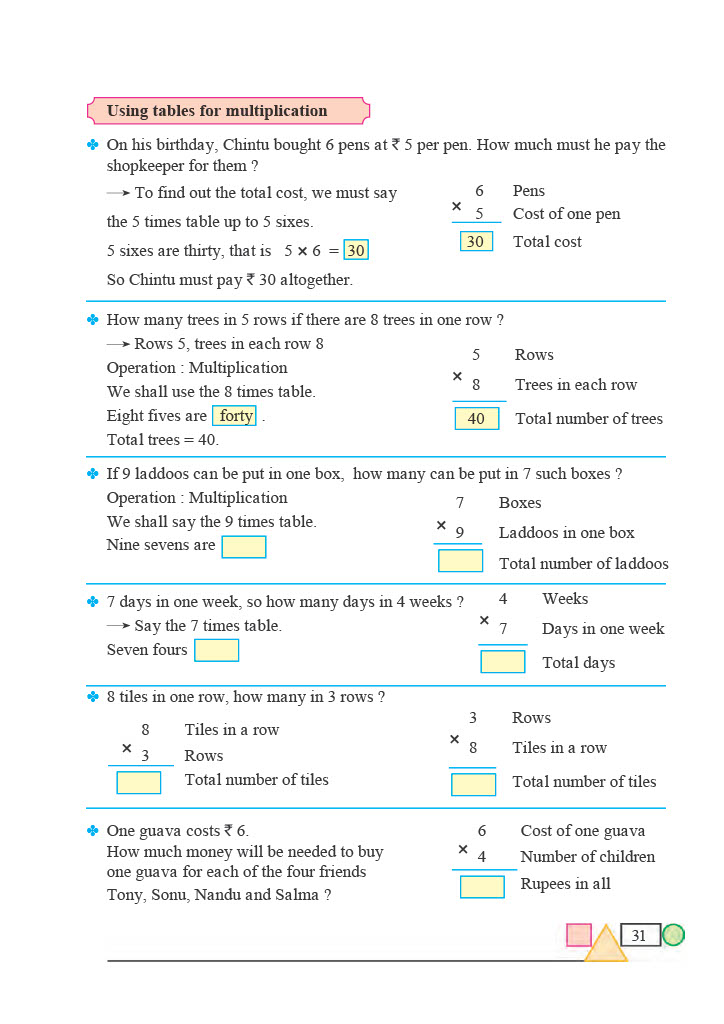 Using tables for multiplication
❖ On his birthday, Chintu bought 6 pens at ₹ 5 per pen. How much must he pay the
shopkeeper for them ?
→ To find out the total cost, we must say
the 5 times table up to 5 sixes.
5 sixes are thirty, that is 5 × 6 = 30
So Chintu must pay ₹ 30 altogether.
6 Pens
× 5 Cost of one pen
30 Total cost
❖ How many trees in 5 rows if there are 8 trees in one row ?
→ Rows 5, trees in each row 8
Operation : Multiplication
We shall use the 8 times table.
Eight fives are forty .
Total trees = 40.
5 Rows
× 8 Trees in each row
40 Total number of trees
❖ If 9 laddoos can be put in one box, how many can be put in 7 such boxes ?
Operation : Multiplication
We shall say the 9 times table.
Nine sevens are
7 Boxes
× 9 Laddoos in one box
Total number of laddoos
❖ 7 days in one week, so how many days in 4 weeks ?
→ Say the 7 times table.
Seven fours
4 Weeks
× 7 Days in one week
Total days
❖ 8 tiles in one row, how many in 3 rows ?
8 Tiles in a row
× 3 Rows
Total number of tiles
3 Rows
× 8 Tiles in a row
Total number of tiles
❖ One guava costs ₹ 6.
How much money will be needed to buy
one guava for each of the four friends
Tony, Sonu, Nandu and Salma ?
6 Cost of one guava
× 4 Number of children
Rupees in all
31